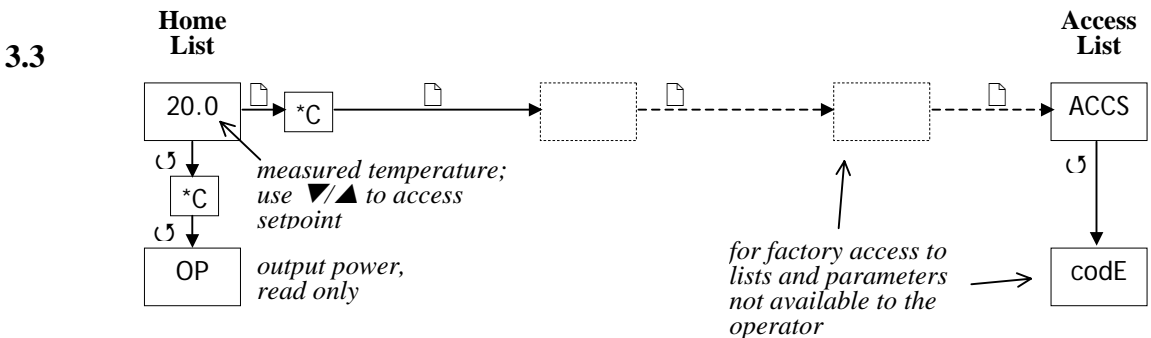 3.3
Home
List
Access
List
20.0
*C
ACCS
measured temperature;
use ▼/▲ to access
setpoint
*C
OP
output power,
read only
for factory access to
lists and parameters
not available to the
operator
codE